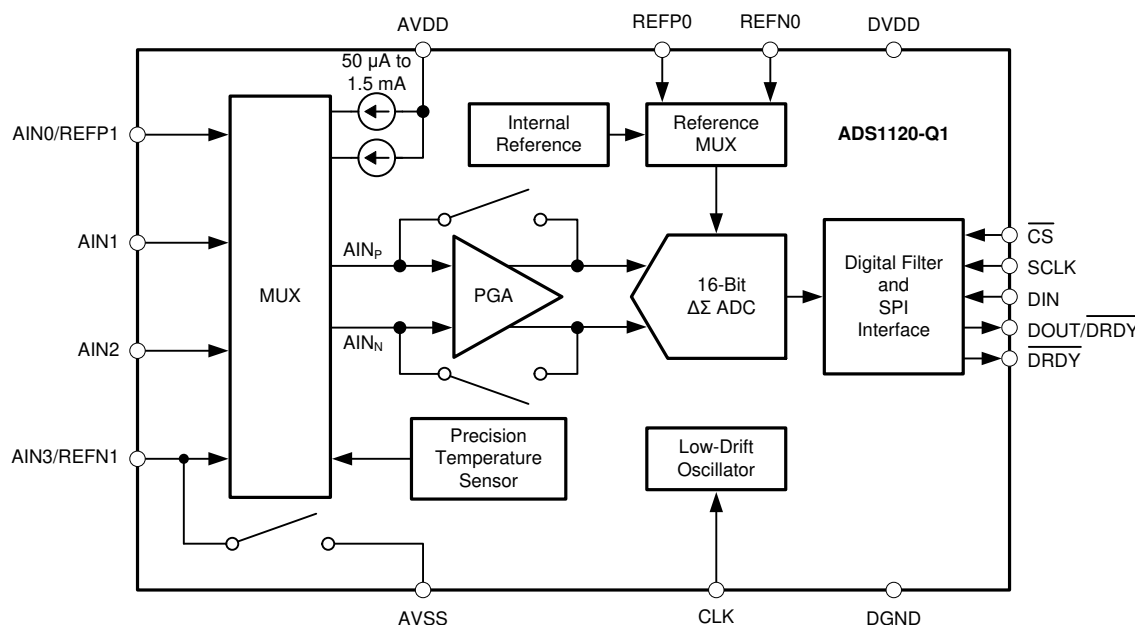 AVDD
REFP0
REFN0
DVDD
50 µA to
1.5 mA
AIN0/REFP1
Internal
Reference
Reference
MUX
ADS1120-Q1
AIN1
AINP
MUX
PGA
16-Bit
ΔΣ ADC
Digital Filter
and
SPI
Interface
CS
SCLK
DIN
DOUT/DRDY
DRDY
AIN2
AINN
AIN3/REFN1
Precision
Temperature
Sensor
Low-Drift
Oscillator
AVSS
CLK
DGND